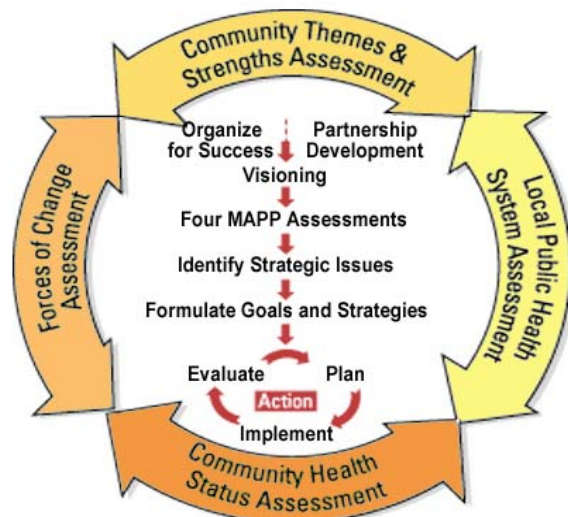 Community Themes &
Strengths Assessment
Organize
for Success
Partnership
Development
Visioning
Four MAPP Assessments
Identify Strategic Issues
Formulate Goals and Strategies
Evaluate
Plan
Action
Implement
Forces of Change
Assessment
Local Public Health
System Assessment
Community Health
Status Assessment